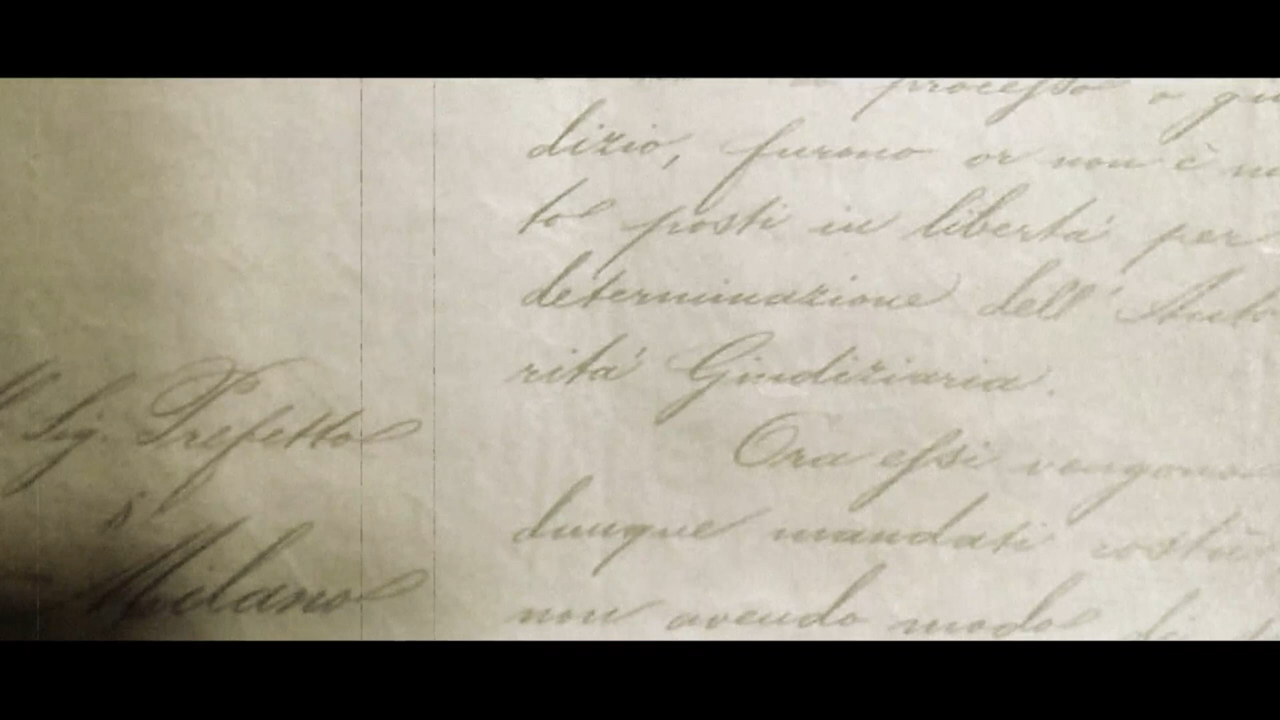 processo o giu
dizio, furono or non è m
to posti in libertà per
determinazione dell' Auto
rità Giudiziaria.
Ora essi vengono
dunque mandati costì
non avendo modo di
Sig. Prefetto
di
Milano